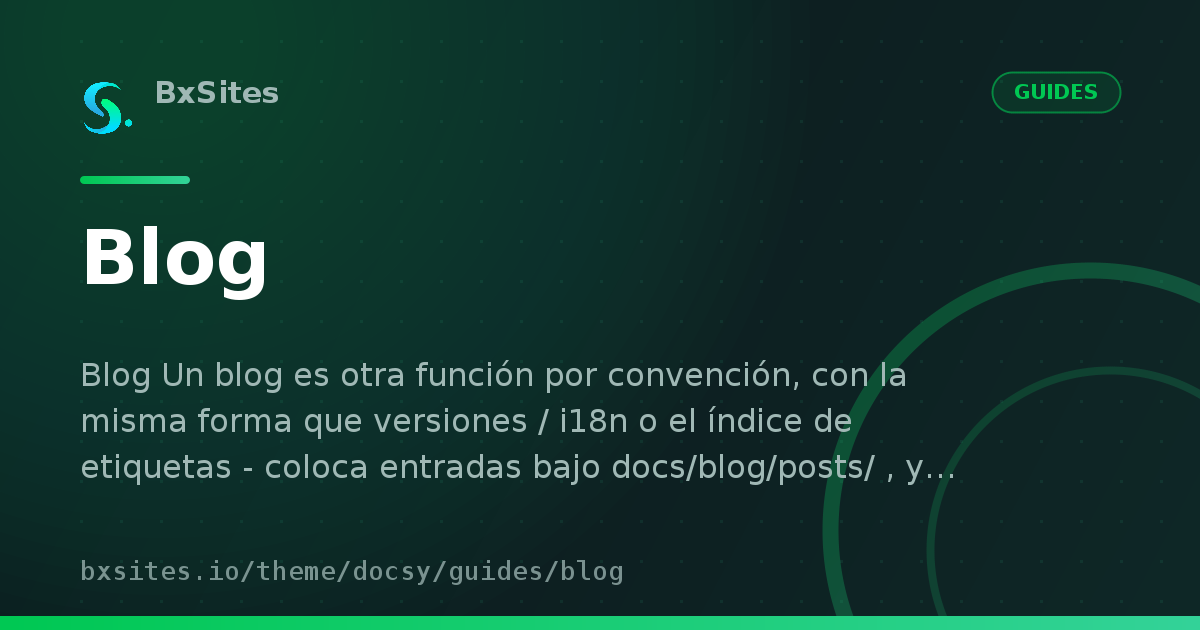 BxSites
GUIDES
Blog
Blog Un blog es otra función por convención, con la
misma forma que versiones / i18n o el índice de
etiquetas - coloca entradas bajo docs/blog/posts/ , y...
bxsites.io/theme/docsy/guides/blog